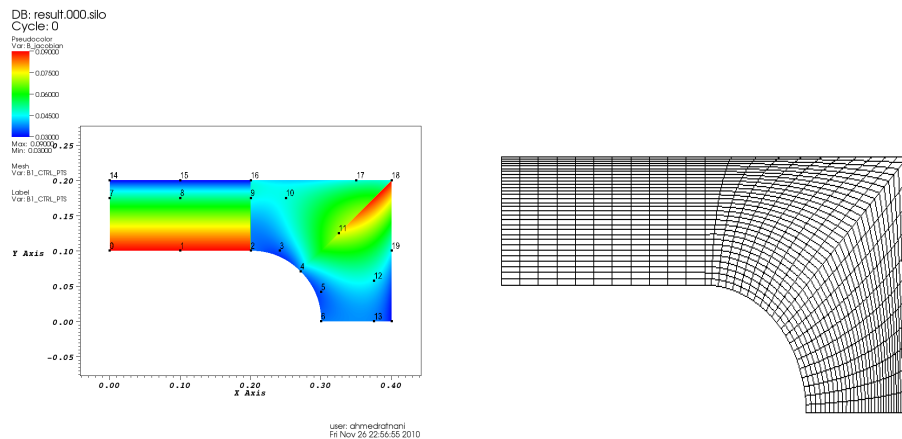 DB: result.000.silo
Cycle: 0
Pseudocolor
Var: B_jacobian
0.09000
0.07500
0.06000
0.04500
0.03000
Max: 0.09000
Min: 0.03000
Mesh
Var: B1_CTRL_PTS
Label
Var: B1_CTRL_PTS
0.25
0.20
0.15
0.10
0.05
0.00
-0.05
Y Axis
14 15 16 17 18
7 8 9 10
11
0 1 2 3 19
4
12
5
6 13
0.00 0.10 0.20 0.30 0.40
X Axis
user: ahmedratnani
Fri Nov 26 22:56:55 2010